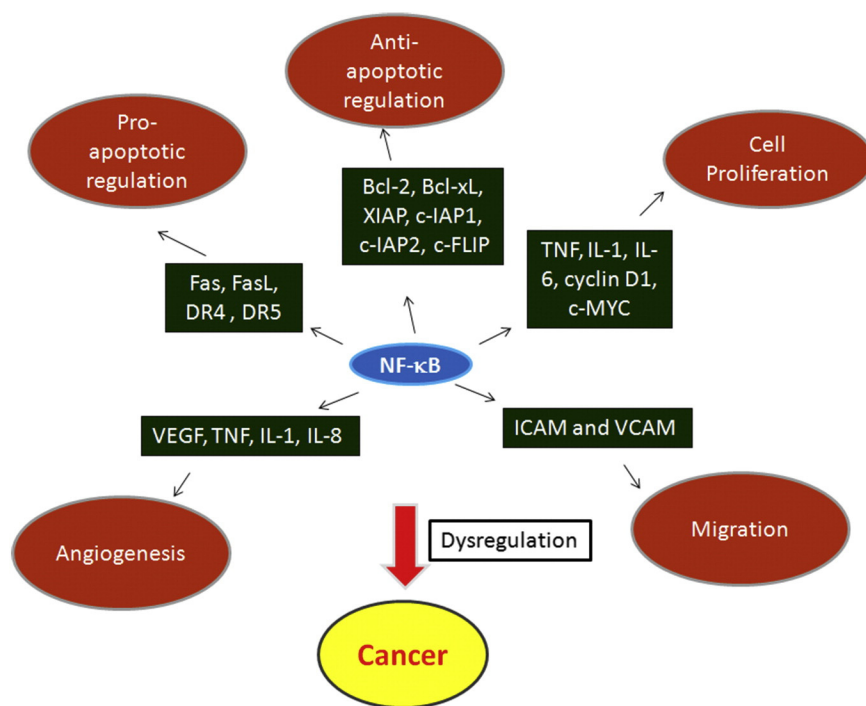 Anti-
apoptotic
regulation
Pro-
apoptotic
regulation
Cell
Proliferation
Bcl-2, Bcl-xL,
XIAP, c-IAP1,
c-IAP2, c-FLIP
TNF, IL-1, IL-
6, cyclin D1,
c-MYC
Fas, FasL,
DR4 , DR5
NF-κB
VEGF, TNF, IL-1, IL-8
ICAM and VCAM
Angiogenesis
Dysregulation
Migration
Cancer